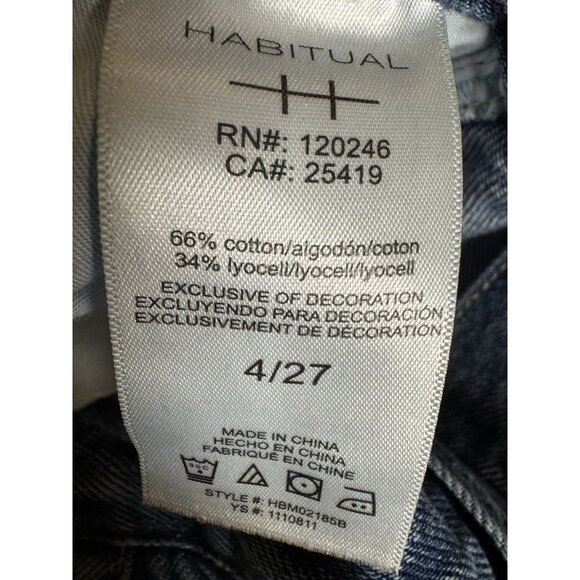 HABITUAL
RN#: 120246
CA#: 25419
66% cotton/algodón/coton
34% lyocell/lyocell/lyocell
EXCLUSIVE OF DECORATION
EXCLUYENDO PARA DECORACIÓN
EXCLUSIVEMENT DE DÉCORATION
4/27
MADE IN CHINA
HECHO EN CHINA
FABRIQUÉ EN CHINE
STYLE #: HBM02185B
YS #: 1110811